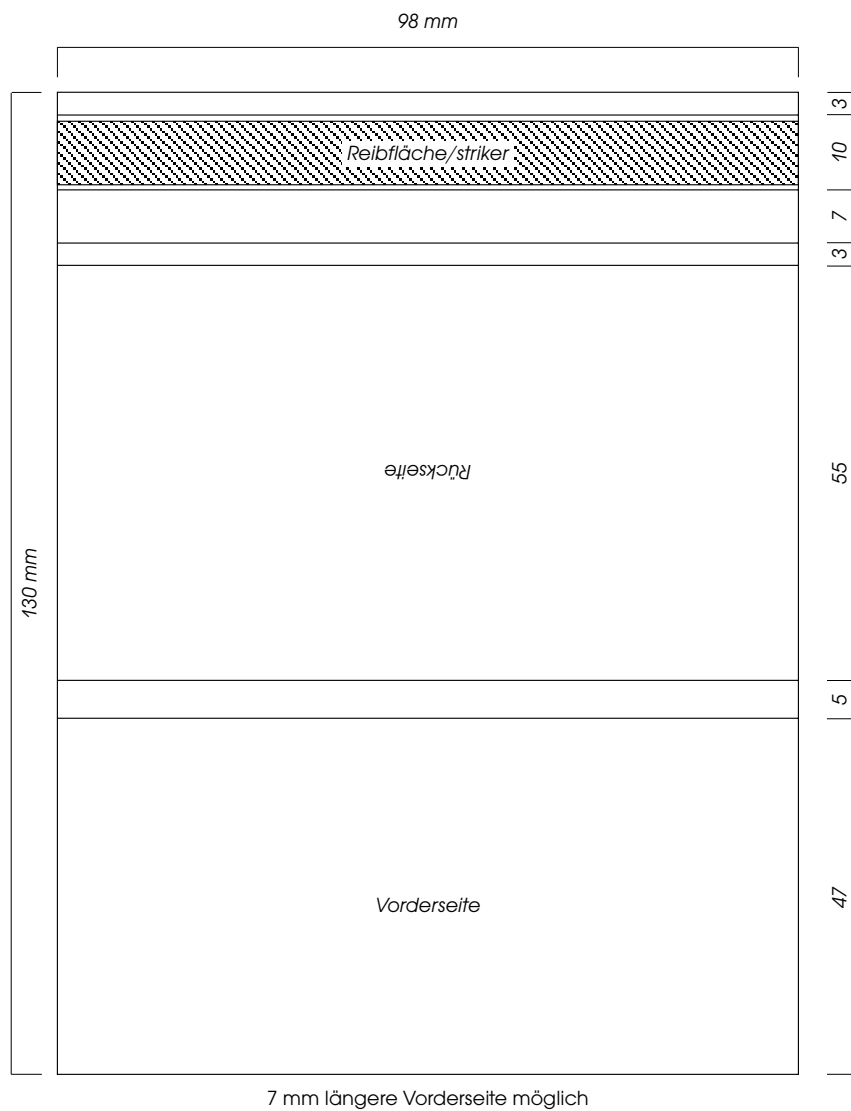 98 mm
3
Reibfläche/striker
10
7
3
Rückseite
55
130 mm
5
Vorderseite
47
7 mm längere Vorderseite möglich